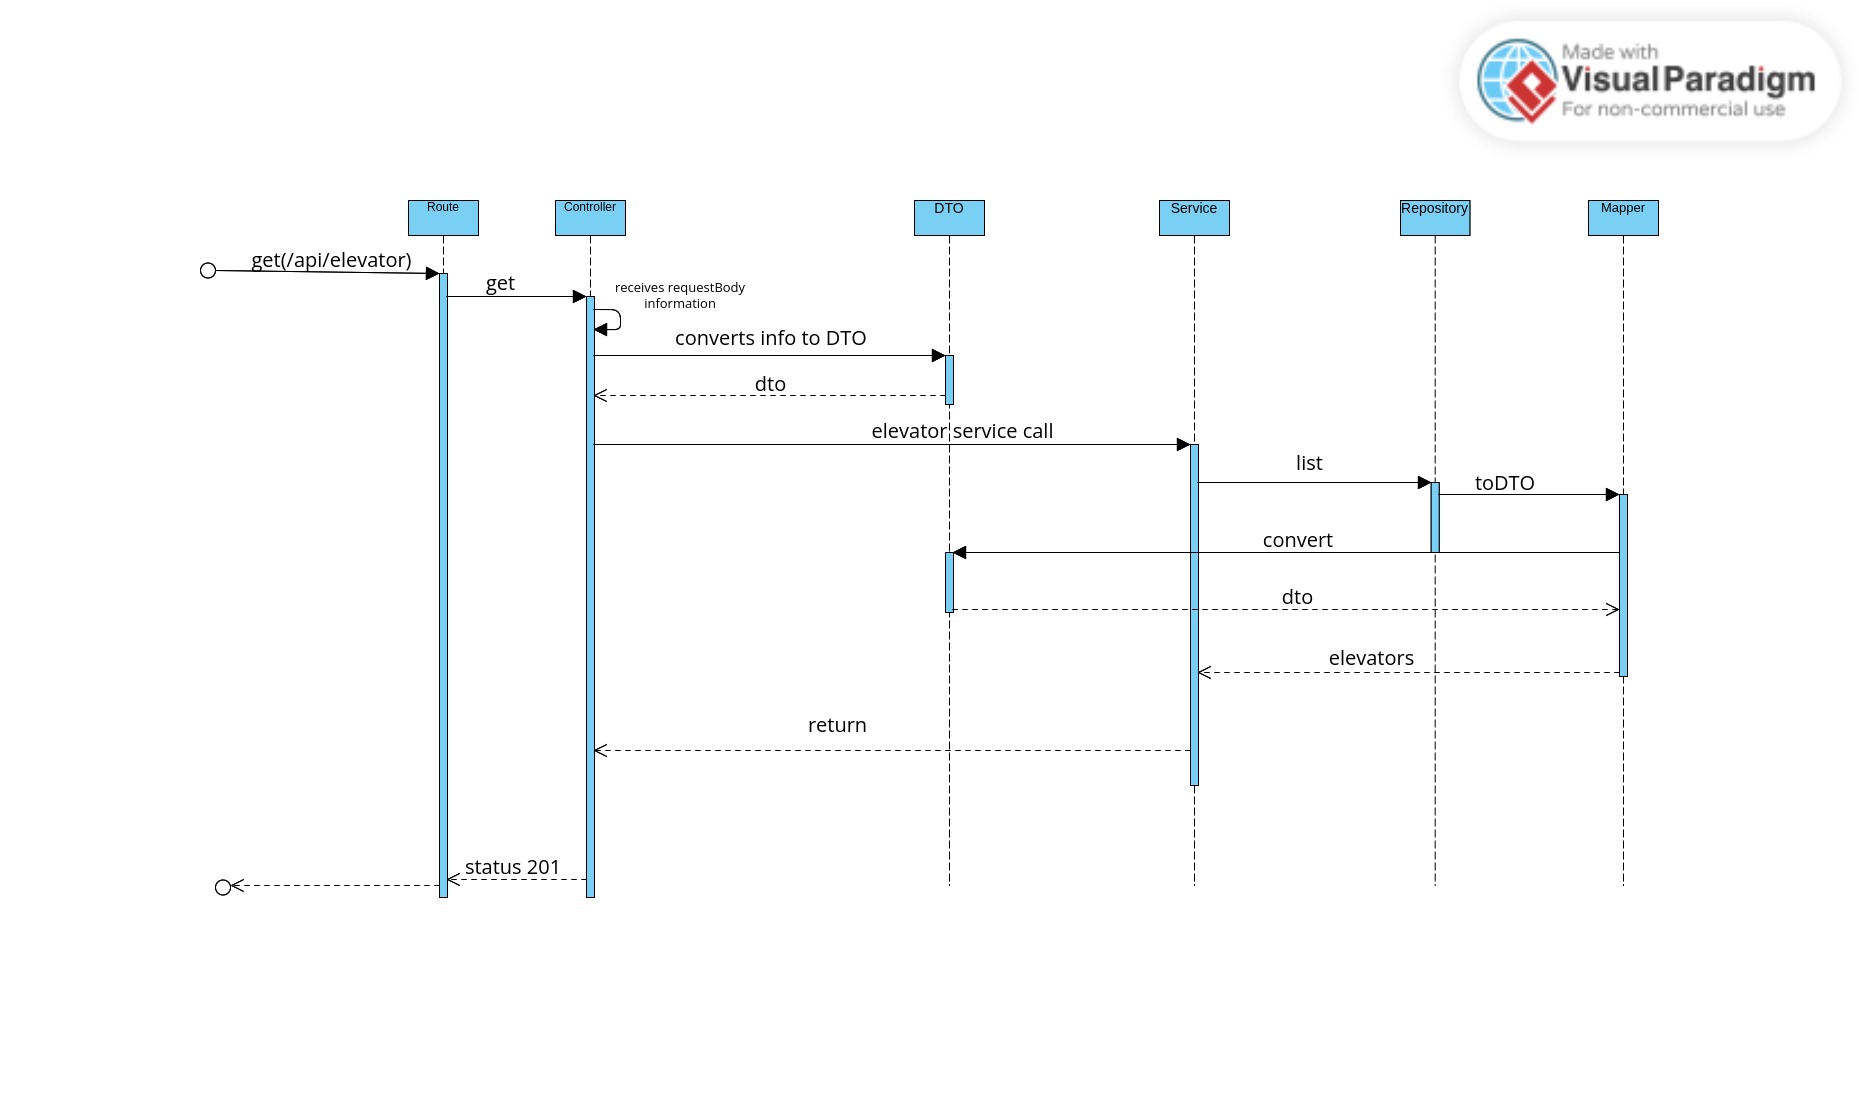 Made with
Visual Paradigm
For non-commercial use
Route
Controller
DTO
Service
Repository
Mapper
get(/api/elevator)
get
receives requestBody
information
converts info to DTO
dto
elevator service call
list
toDTO
convert
dto
elevators
return
status 201